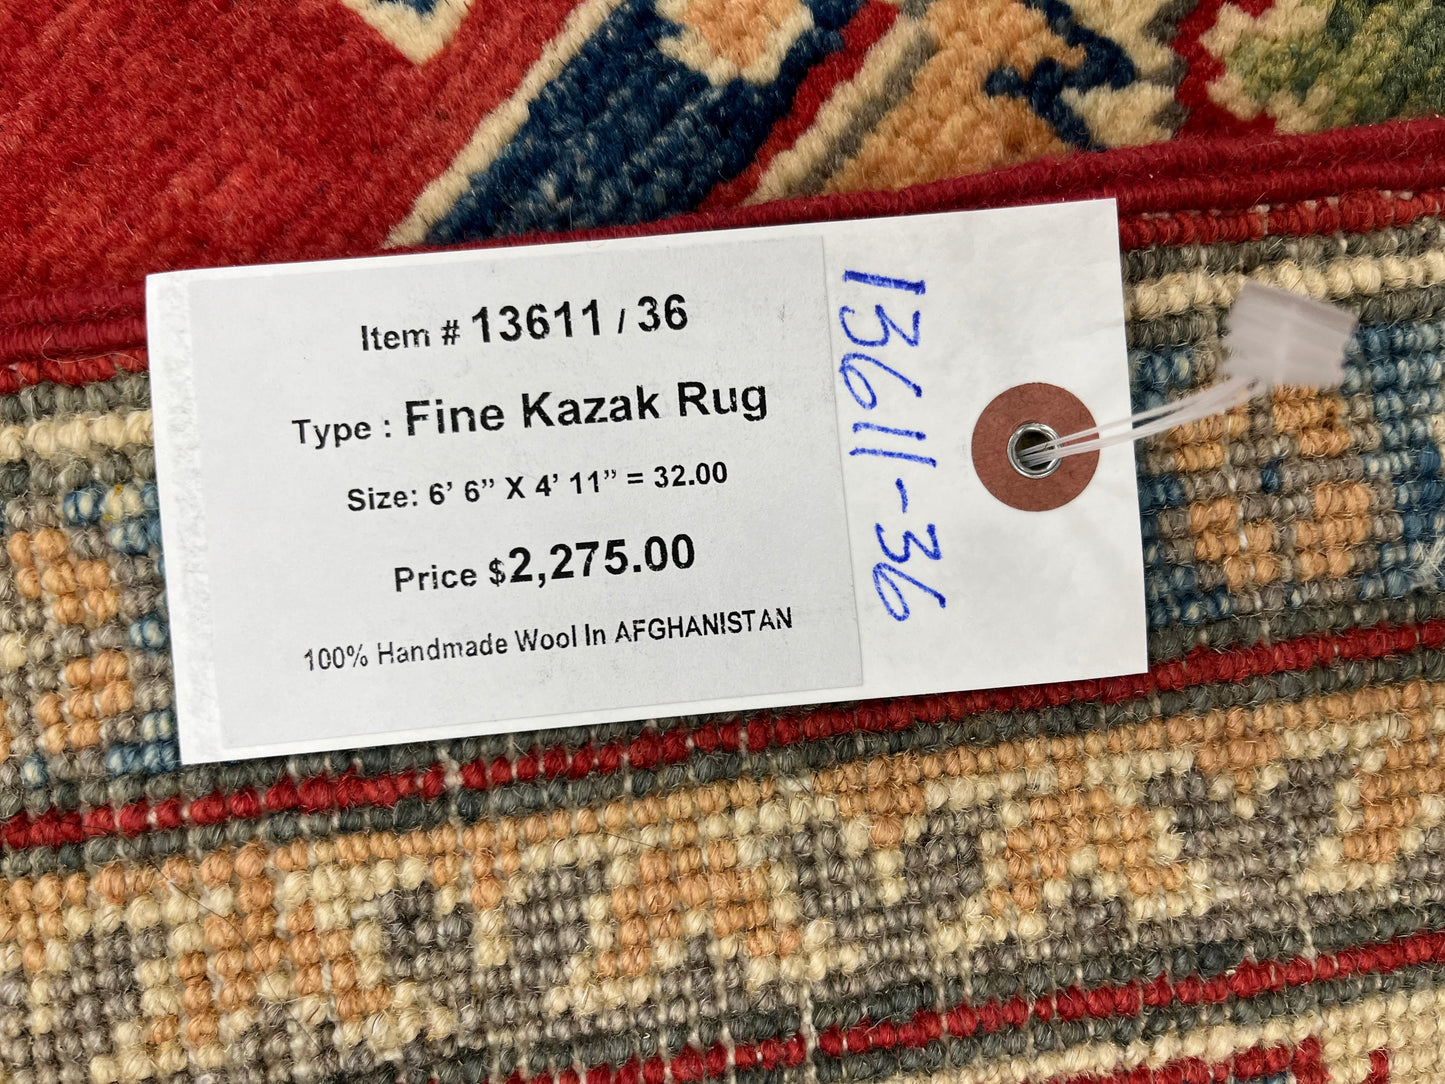 Item # 13611 / 36
Type : Fine Kazak Rug
Size: 6’ 6” X 4’ 11” = 32.00
Price $2,275.00
100% Handmade Wool In AFGHANISTAN
13611-36